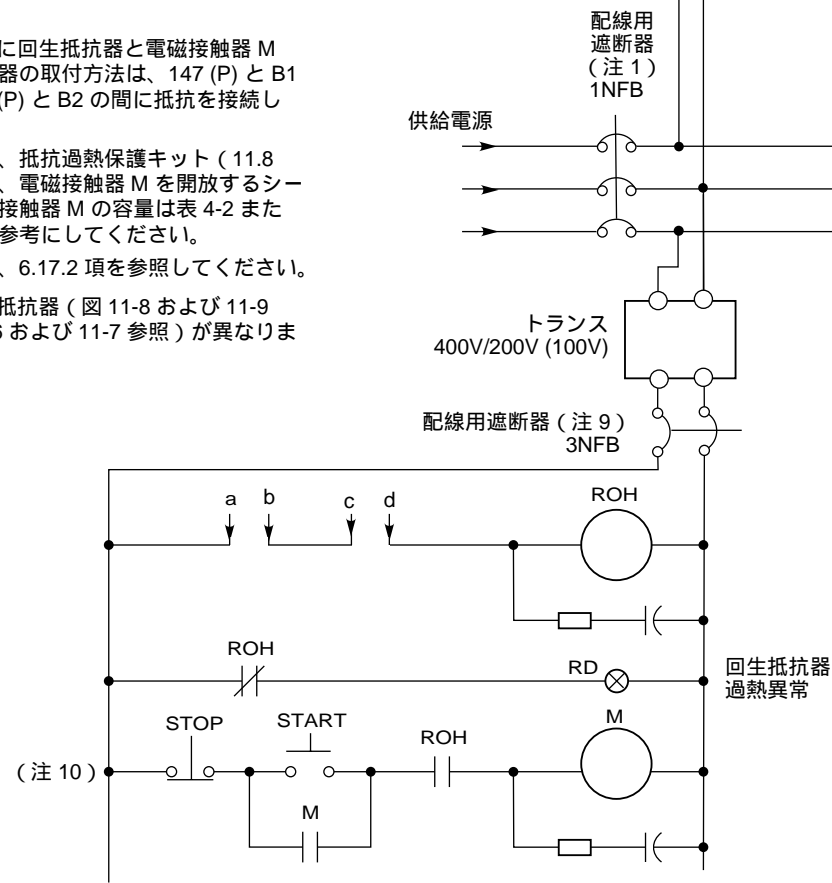 に回生抵抗器と電磁接触器 M
器の取付方法は、147 (P) と B1
(P) と B2 の間に抵抗を接続し
、抵抗過熱保護キット（11.8
、電磁接触器 M を開放するシー
接触器 M の容量は表 4-2 また
参考にしてください。
、6.17.2 項を参照してください。
抵抗器（図 11-8 および 11-9
6 および 11-7 参照）が異なりま
配線用
遮断器
（注 1）
1NFB
供給電源
トランス
400V/200V (100V)
配線用遮断器（注 9）
3NFB
a b c d
ROH
ROH
RD
回生抵抗器
過熱異常
STOP
START
ROH
M
（注 10）
M